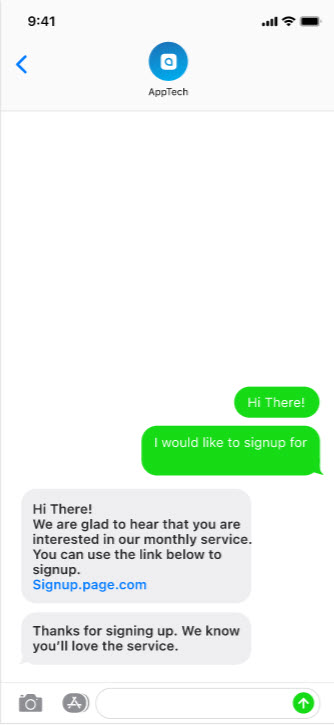 9:41
AppTech
Hi There!
I would like to signup for
Hi There!
We are glad to hear that you are
interested in our monthly service.
You can use the link below to
signup.
Signup.page.com
Thanks for signing up. We know
you’ll love the service.